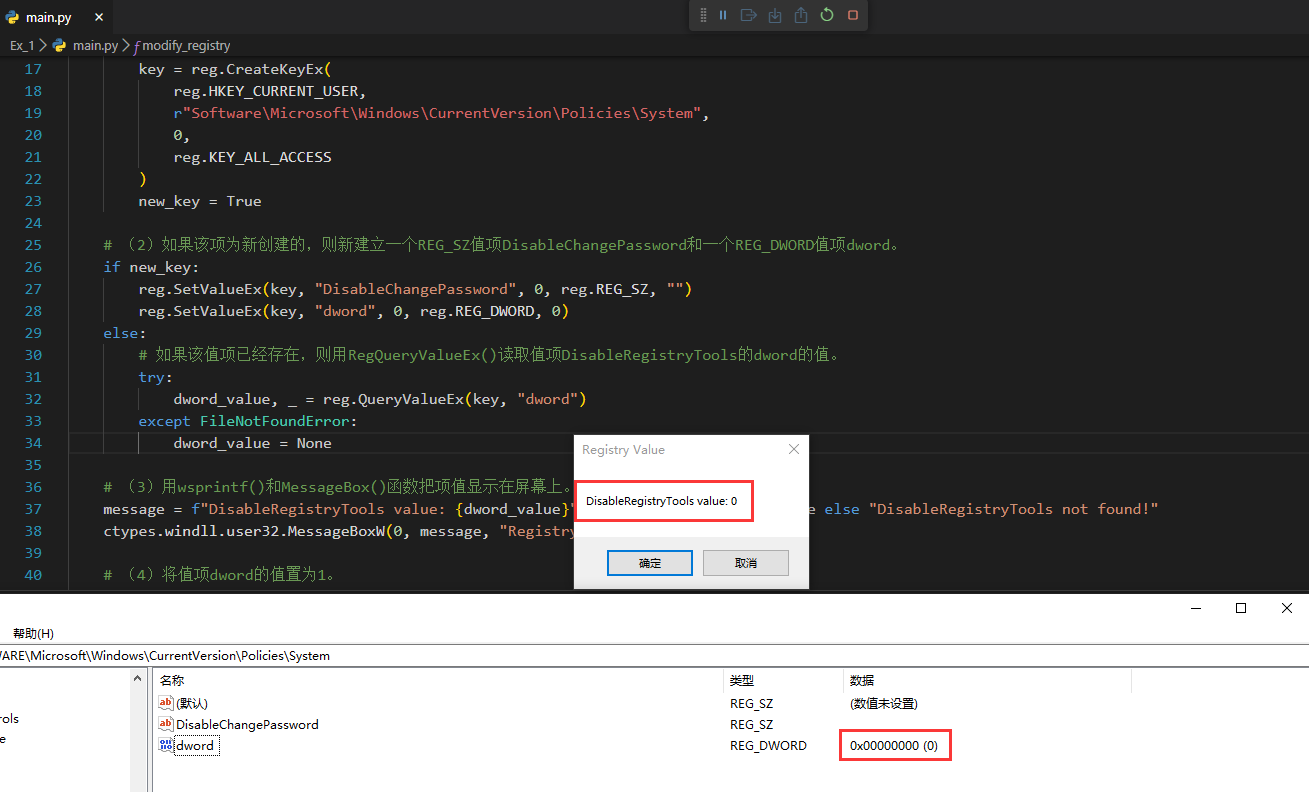 main.py
Ex_1 > main.py > modify_registry
17 key = reg.CreateKeyEx(
18 reg.HKEY_CURRENT_USER,
19 r"Software\Microsoft\Windows\CurrentVersion\Policies\System",
20 0,
21 reg.KEY_ALL_ACCESS
22 )
23 new_key = True
24
25 # （2）如果该项为新创建的，则新建立一个REG_SZ值项DisableChangePassword和一个REG_DWORD值项dword。
26 if new_key:
27 reg.SetValueEx(key, "DisableChangePassword", 0, reg.REG_SZ, "")
28 reg.SetValueEx(key, "dword", 0, reg.REG_DWORD, 0)
29 else:
30 # 如果该值项已经存在，则用RegQueryValueEx()读取值项DisableRegistryTools的dword的值。
31 try:
32 dword_value, _ = reg.QueryValueEx(key, "dword")
33 except FileNotFoundError:
34 dword_value = None
35
36 # （3）用wsprintf()和MessageBox()函数把项值显示在屏幕上。
37 message = f"DisableRegistryTools value: {dword_value}" e else "DisableRegistryTools not found!"
38 ctypes.windll.user32.MessageBoxW(0, message, "Registry
39
40 # （4）将值项dword的值置为1。
Registry Value
DisableRegistryTools value: 0
确定 取消
帮助(H)
WARE\Microsoft\Windows\CurrentVersion\Policies\System
名称 类型 数据
(默认) REG_SZ (数值未设置)
rols
DisableChangePassword REG_SZ
e
dword REG_DWORD 0x00000000 (0)